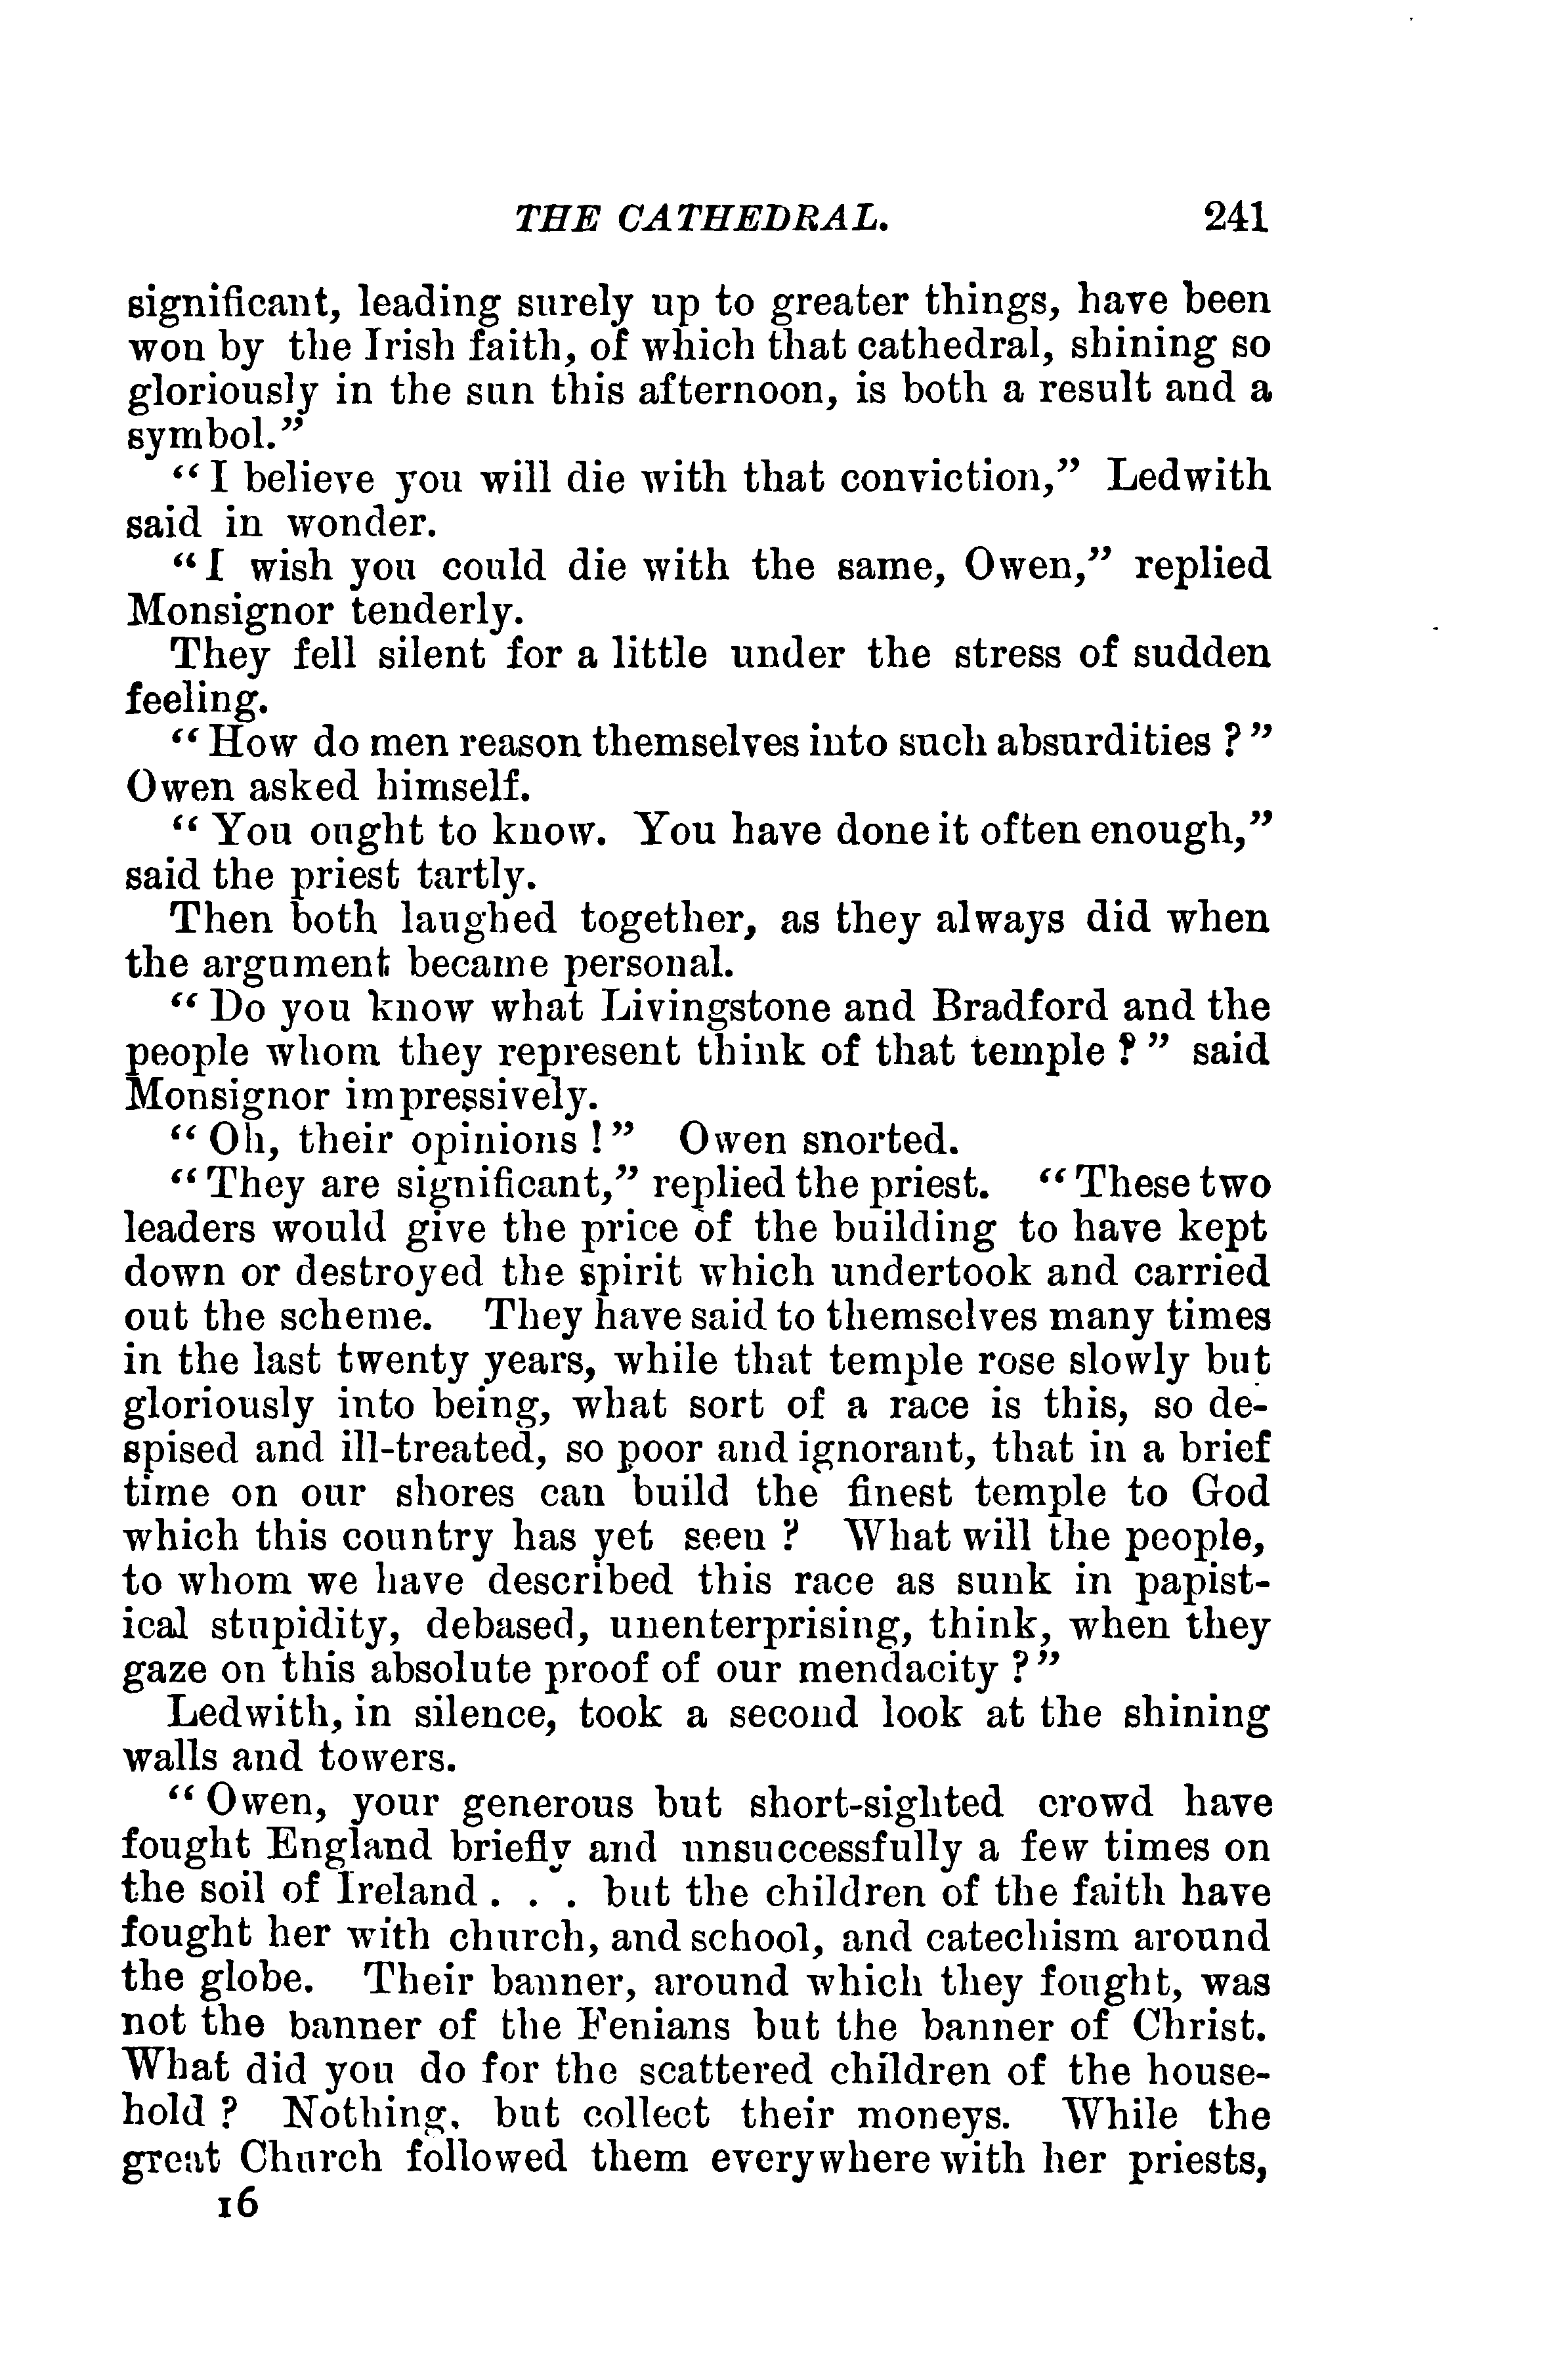 THE CATHEDRAL. 241
significant, leading surely up to greater things, have been
won by the Irish faith, of which that cathedral, shining so
gloriously in the sun this afternoon, is both a result and a
symbol.”
“I believe you will die with that conviction,” Ledwith
said in wonder.
“I wish you could die with the same, Owen,” replied
Monsignor tenderly.
They fell silent for a little under the stress of sudden
feeling.
“How do men reason themselves into such absurdities?”
Owen asked himself.
“You ought to know. You have done it often enough,”
said the priest tartly.
Then both laughed together, as they always did when
the argument became personal.
“Do you know what Livingstone and Bradford and the
people whom they represent think of that temple?” said
Monsignor impressively.
“Oh, their opinions!” Owen snorted.
“They are significant,” replied the priest. “These two
leaders would give the price of the building to have kept
down or destroyed the spirit which undertook and carried
out the scheme. They have said to themselves many times
in the last twenty years, while that temple rose slowly but
gloriously into being, what sort of a race is this, so de-
spised and ill-treated, so poor and ignorant, that in a brief
time on our shores can build the finest temple to God
which this country has yet seen? What will the people,
to whom we have described this race as sunk in papist-
ical stupidity, debased, unenterprising, think, when they
gaze on this absolute proof of our mendacity?”
Ledwith, in silence, took a second look at the shining
walls and towers.
“Owen, your generous but short-sighted crowd have
fought England briefly and unsuccessfully a few times on
the soil of Ireland . . . but the children of the faith have
fought her with church, and school, and catechism around
the globe. Their banner, around which they fought, was
not the banner of the Fenians but the banner of Christ.
What did you do for the scattered children of the house-
hold? Nothing, but collect their moneys. While the
great Church followed them everywhere with her priests,
16